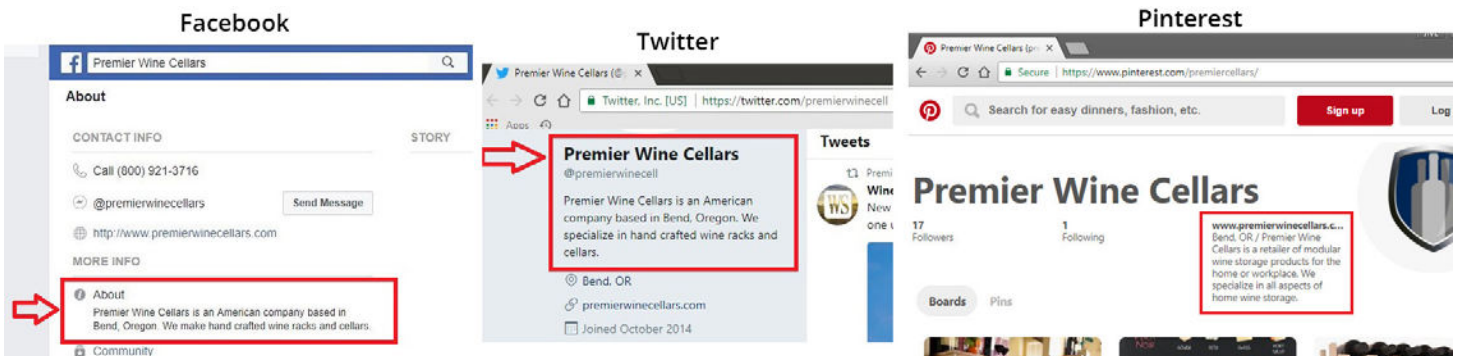 Facebook
Premier Wine Cellars
About
CONTACT INFO
STORY
Call (800) 921-3716
@premierwinecellars
Send Message
http://www.premierwinecellars.com
MORE INFO
About
Premier Wine Cellars is an American company based in
Bend, Oregon. We make hand crafted wine racks and cellars.
Community
Twitter
Premier Wine Cellars (@
Twitter, Inc. [US] | https://twitter.com/premierwinecell
Apps
Premier Wine Cellars
@premierwinecell
Premier Wine Cellars is an American
company based in Bend, Oregon. We
specialize in hand crafted wine racks and
cellars.
Bend, OR
premierwinecellars.com
Joined October 2014
Tweets
Premi
Wine
WS
New
one
Pinterest
Premier Wine Cellars (pre
Secure | https://www.pinterest.com/premiercellars/
Search for easy dinners, fashion, etc.
Sign up
Log
Premier Wine Cellars
17
Followers
1
Following
www.premierwinecellars.c...
Bend, OR / Premier Wine
Cellars is a retailer of modular
wine storage products for the
home or workplace. We
specialize in all aspects of
home wine storage.
Boards
Pins